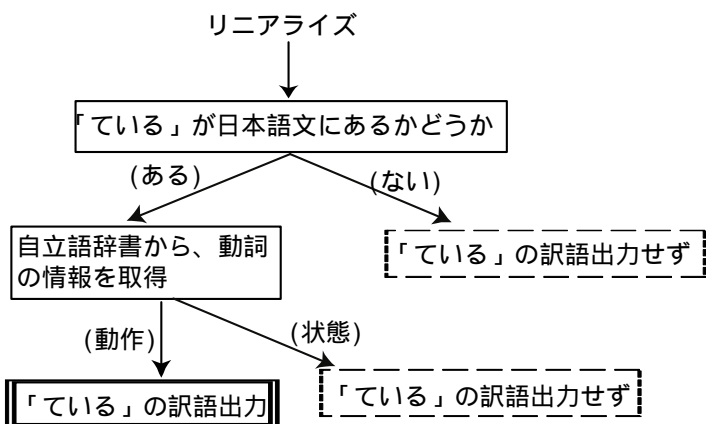 リニアライズ
「ている」が日本語文にあるかどうか
(ある)
(ない)
自立語辞書から、動詞
の情報を取得
「ている」の訳語出力せず
(動作)
(状態)
「ている」の訳語出力
「ている」の訳語出力せず